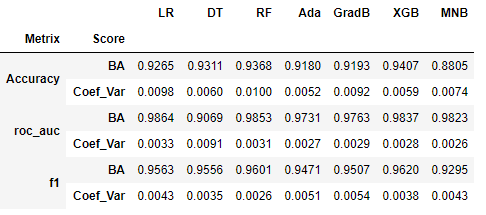 LR DT RF Ada GradB XGB MNB
Metrix Score
Accuracy BA 0.9265 0.9311 0.9368 0.9180 0.9193 0.9407 0.8805
Coef_Var 0.0098 0.0060 0.0100 0.0052 0.0092 0.0059 0.0074
roc_auc BA 0.9864 0.9069 0.9853 0.9731 0.9763 0.9837 0.9823
Coef_Var 0.0033 0.0091 0.0031 0.0027 0.0029 0.0028 0.0026
f1 BA 0.9563 0.9556 0.9601 0.9471 0.9507 0.9620 0.9295
Coef_Var 0.0043 0.0035 0.0026 0.0051 0.0054 0.0038 0.0043